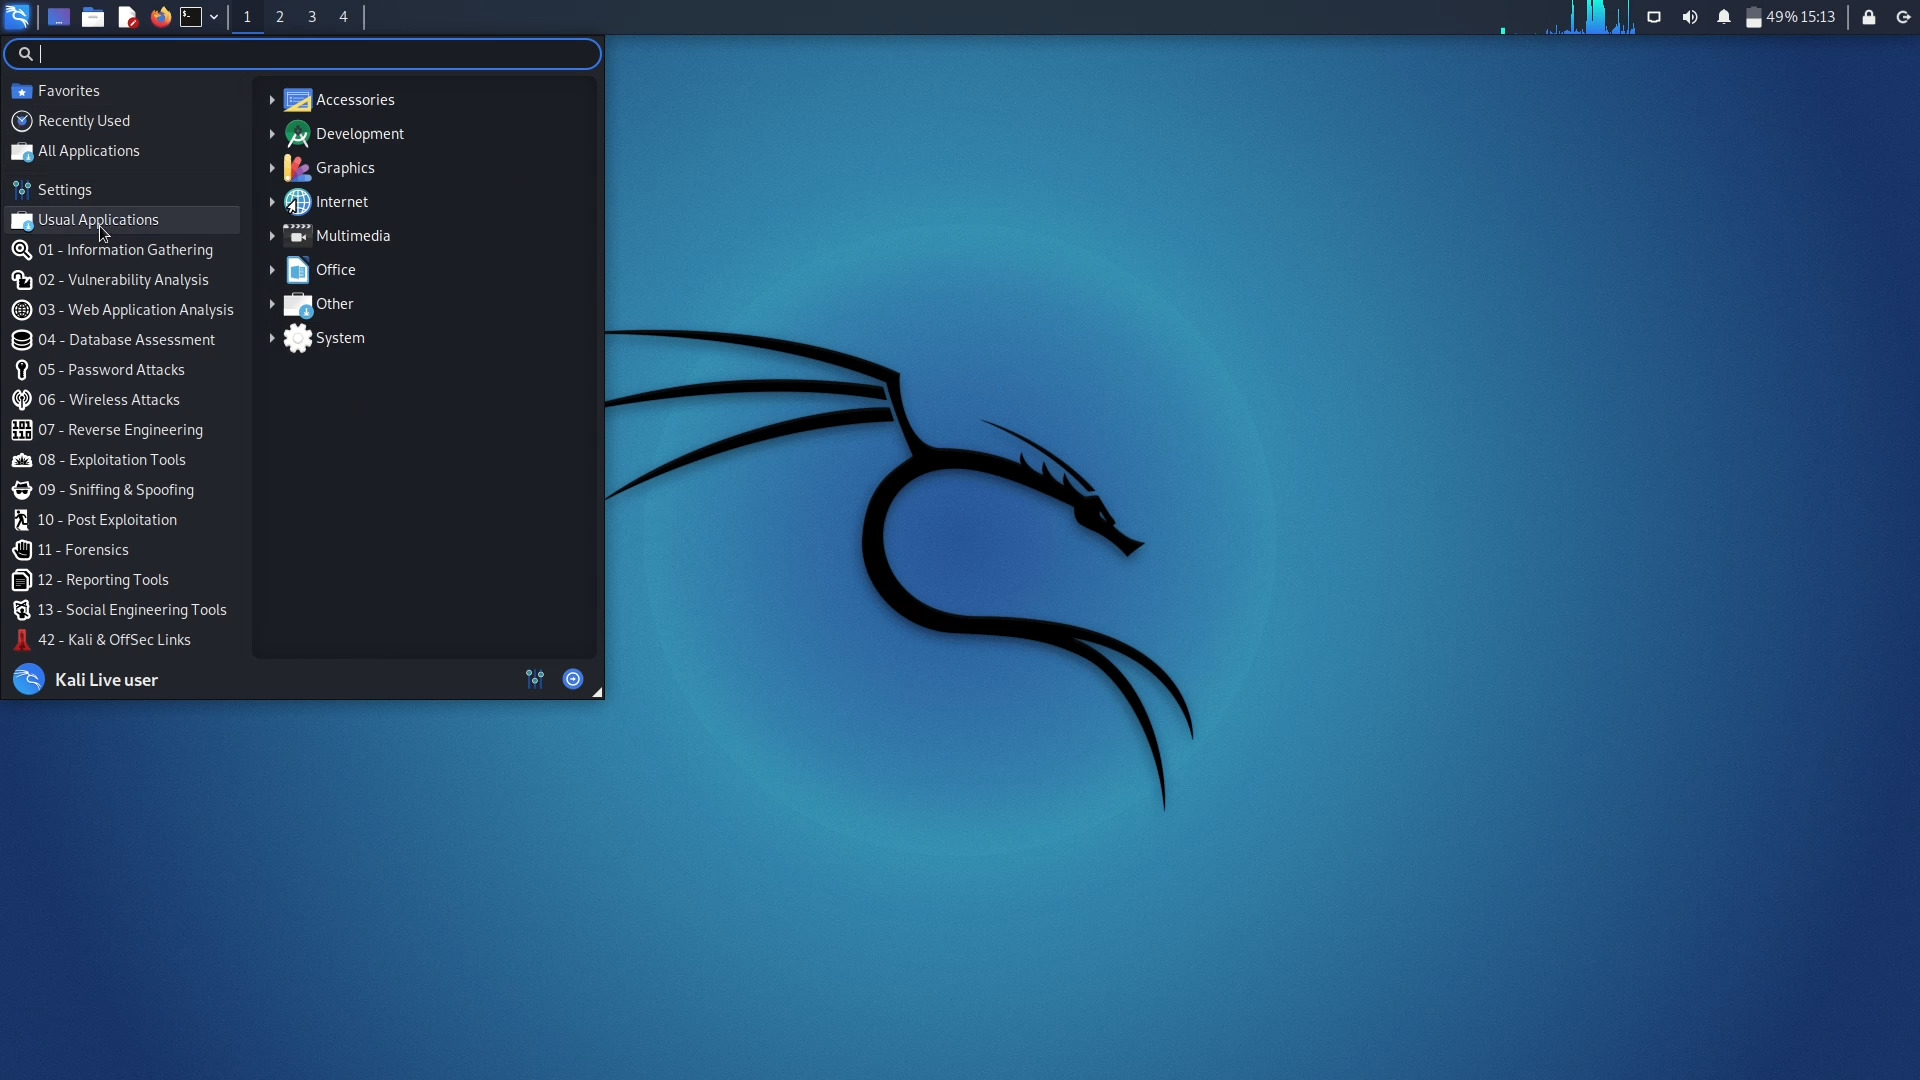 1 2 3 4
49% 15:13
Favorites
Recently Used
All Applications
Settings
Usual Applications
01 - Information Gathering
02 - Vulnerability Analysis
03 - Web Application Analysis
04 - Database Assessment
05 - Password Attacks
06 - Wireless Attacks
07 - Reverse Engineering
08 - Exploitation Tools
09 - Sniffing & Spoofing
10 - Post Exploitation
11 - Forensics
12 - Reporting Tools
13 - Social Engineering Tools
42 - Kali & OffSec Links
Accessories
Development
Graphics
Internet
Multimedia
Office
Other
System
Kali Live user